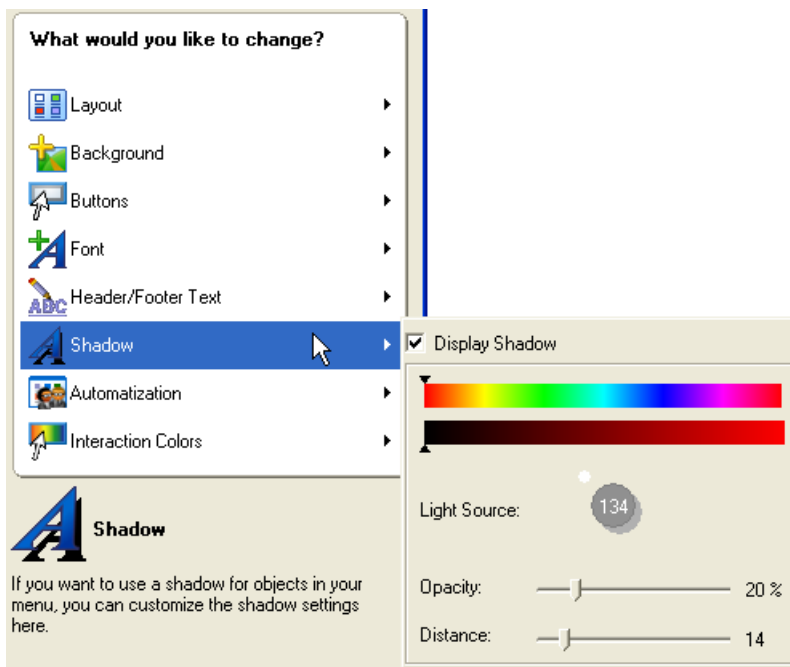 What would you like to change?
Layout
Background
Buttons
Font
ABC
Header/Footer Text
Shadow
Display Shadow
Automatization
Interaction Colors
Light Source:
134
Shadow
If you want to use a shadow for objects in your
menu, you can customize the shadow settings
here.
Opacity:
20 %
Distance:
14